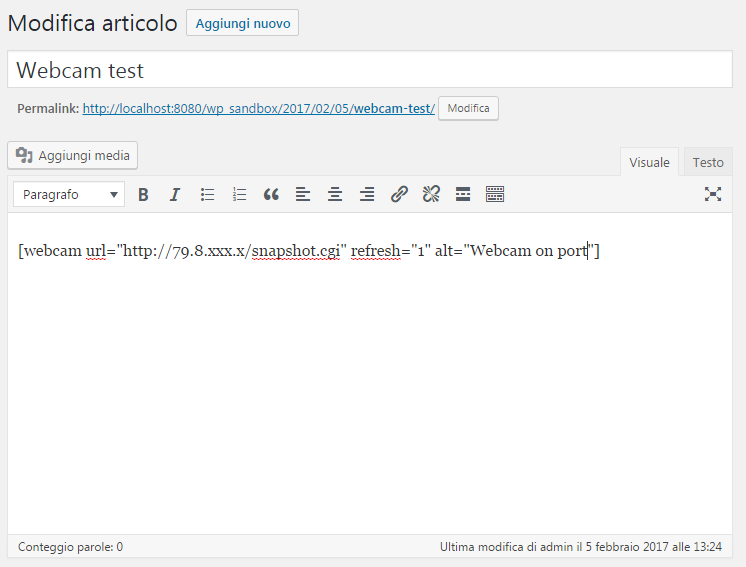 Modifica articolo Aggiungi nuovo
Webcam test
Permalink: http://localhost:8080/wp_sandbox/2017/02/05/webcam-test/ Modifica
Aggiungi media
Visuale Testo
Paragrafo B I
[webcam url="http://79.8.xxx.x/snapshot.cgi" refresh="1" alt="Webcam on port"]
Conteggio parole: 0 Ultima modifica di admin il 5 febbraio 2017 alle 13:24